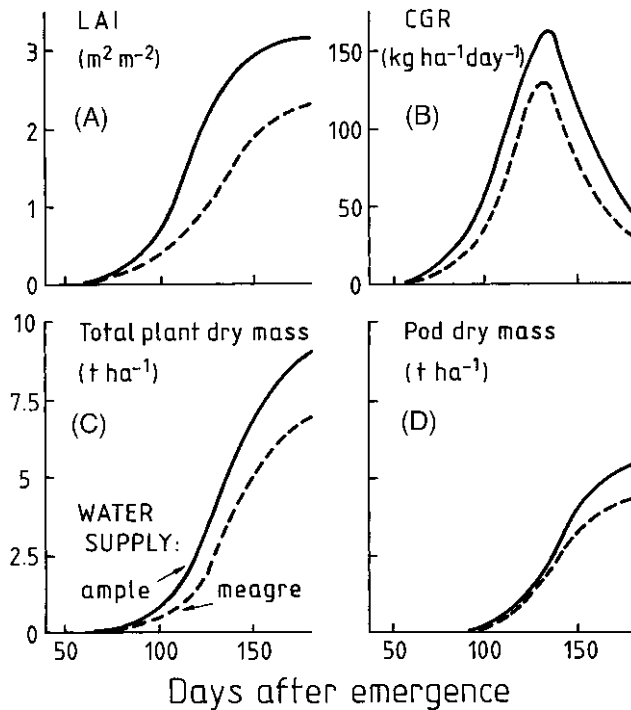 LAI
(m² m⁻²)
(A)
3
2
1
0
CGR
(kg ha⁻¹ day⁻¹)
(B)
150
100
50
0
Total plant dry mass
(t ha⁻¹)
(C)
10
7.5
5
2.5
0
WATER
SUPPLY:
ample
meagre
50
100
150
Pod dry mass
(t ha⁻¹)
(D)
50
100
150
Days after emergence